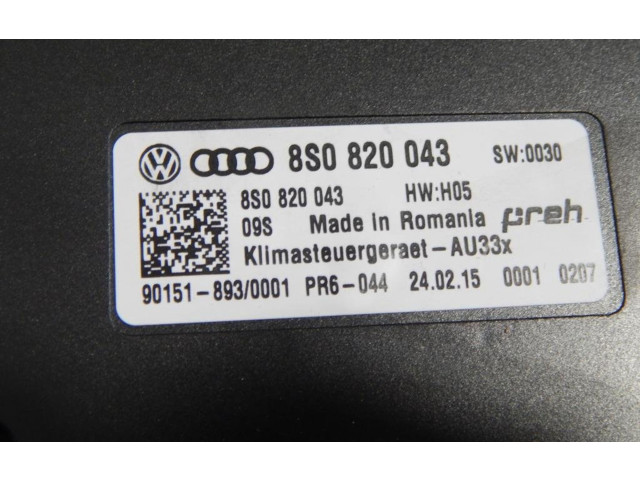 8S0 820 043 SW:0030
8S0 820 043 HW:H05
09S Made in Romania preh
Klimasteuergeraet-AU33x
90151-893/0001 PR6-044 24.02.15 0001 0207